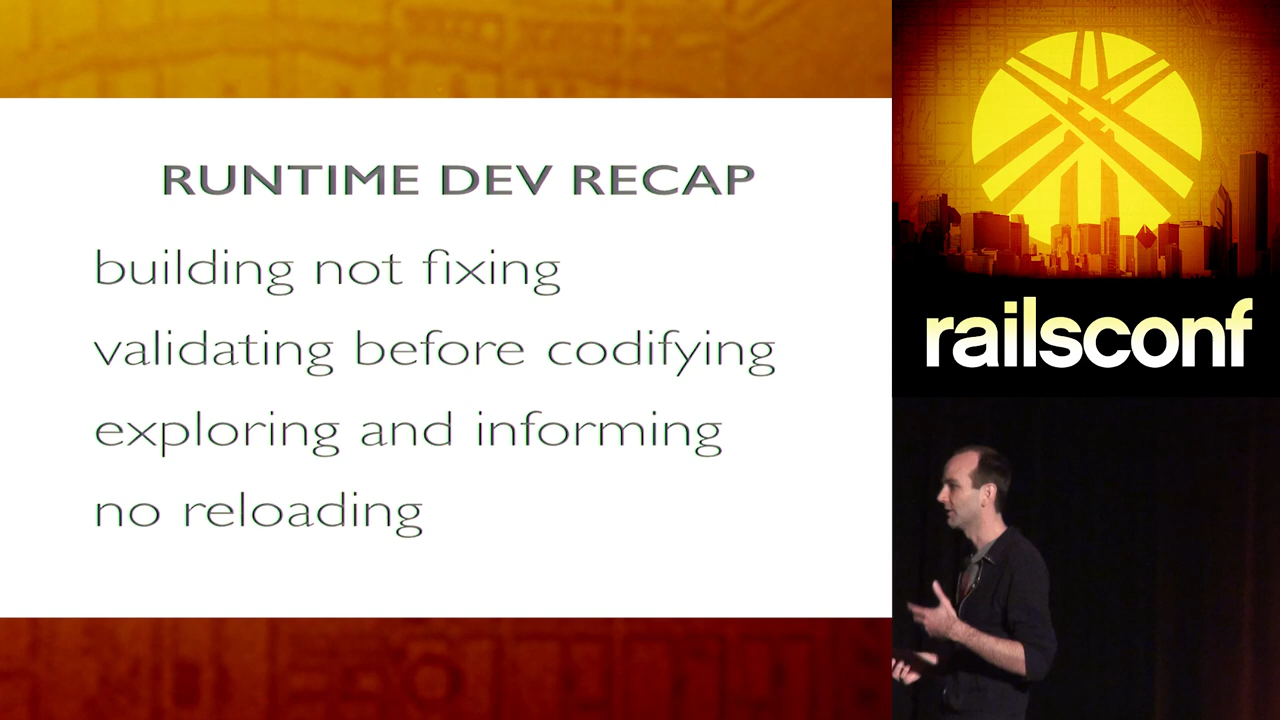 RUNTIME DEV RECAP
building not fixing
validating before codifying
exploring and informing
no reloading
railsconf